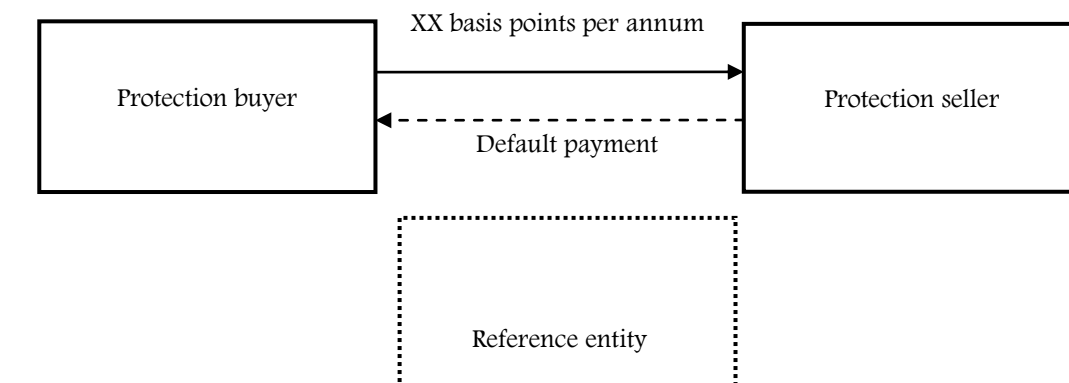 XX basis points per annum
Protection buyer
Protection seller
Default payment
Reference entity